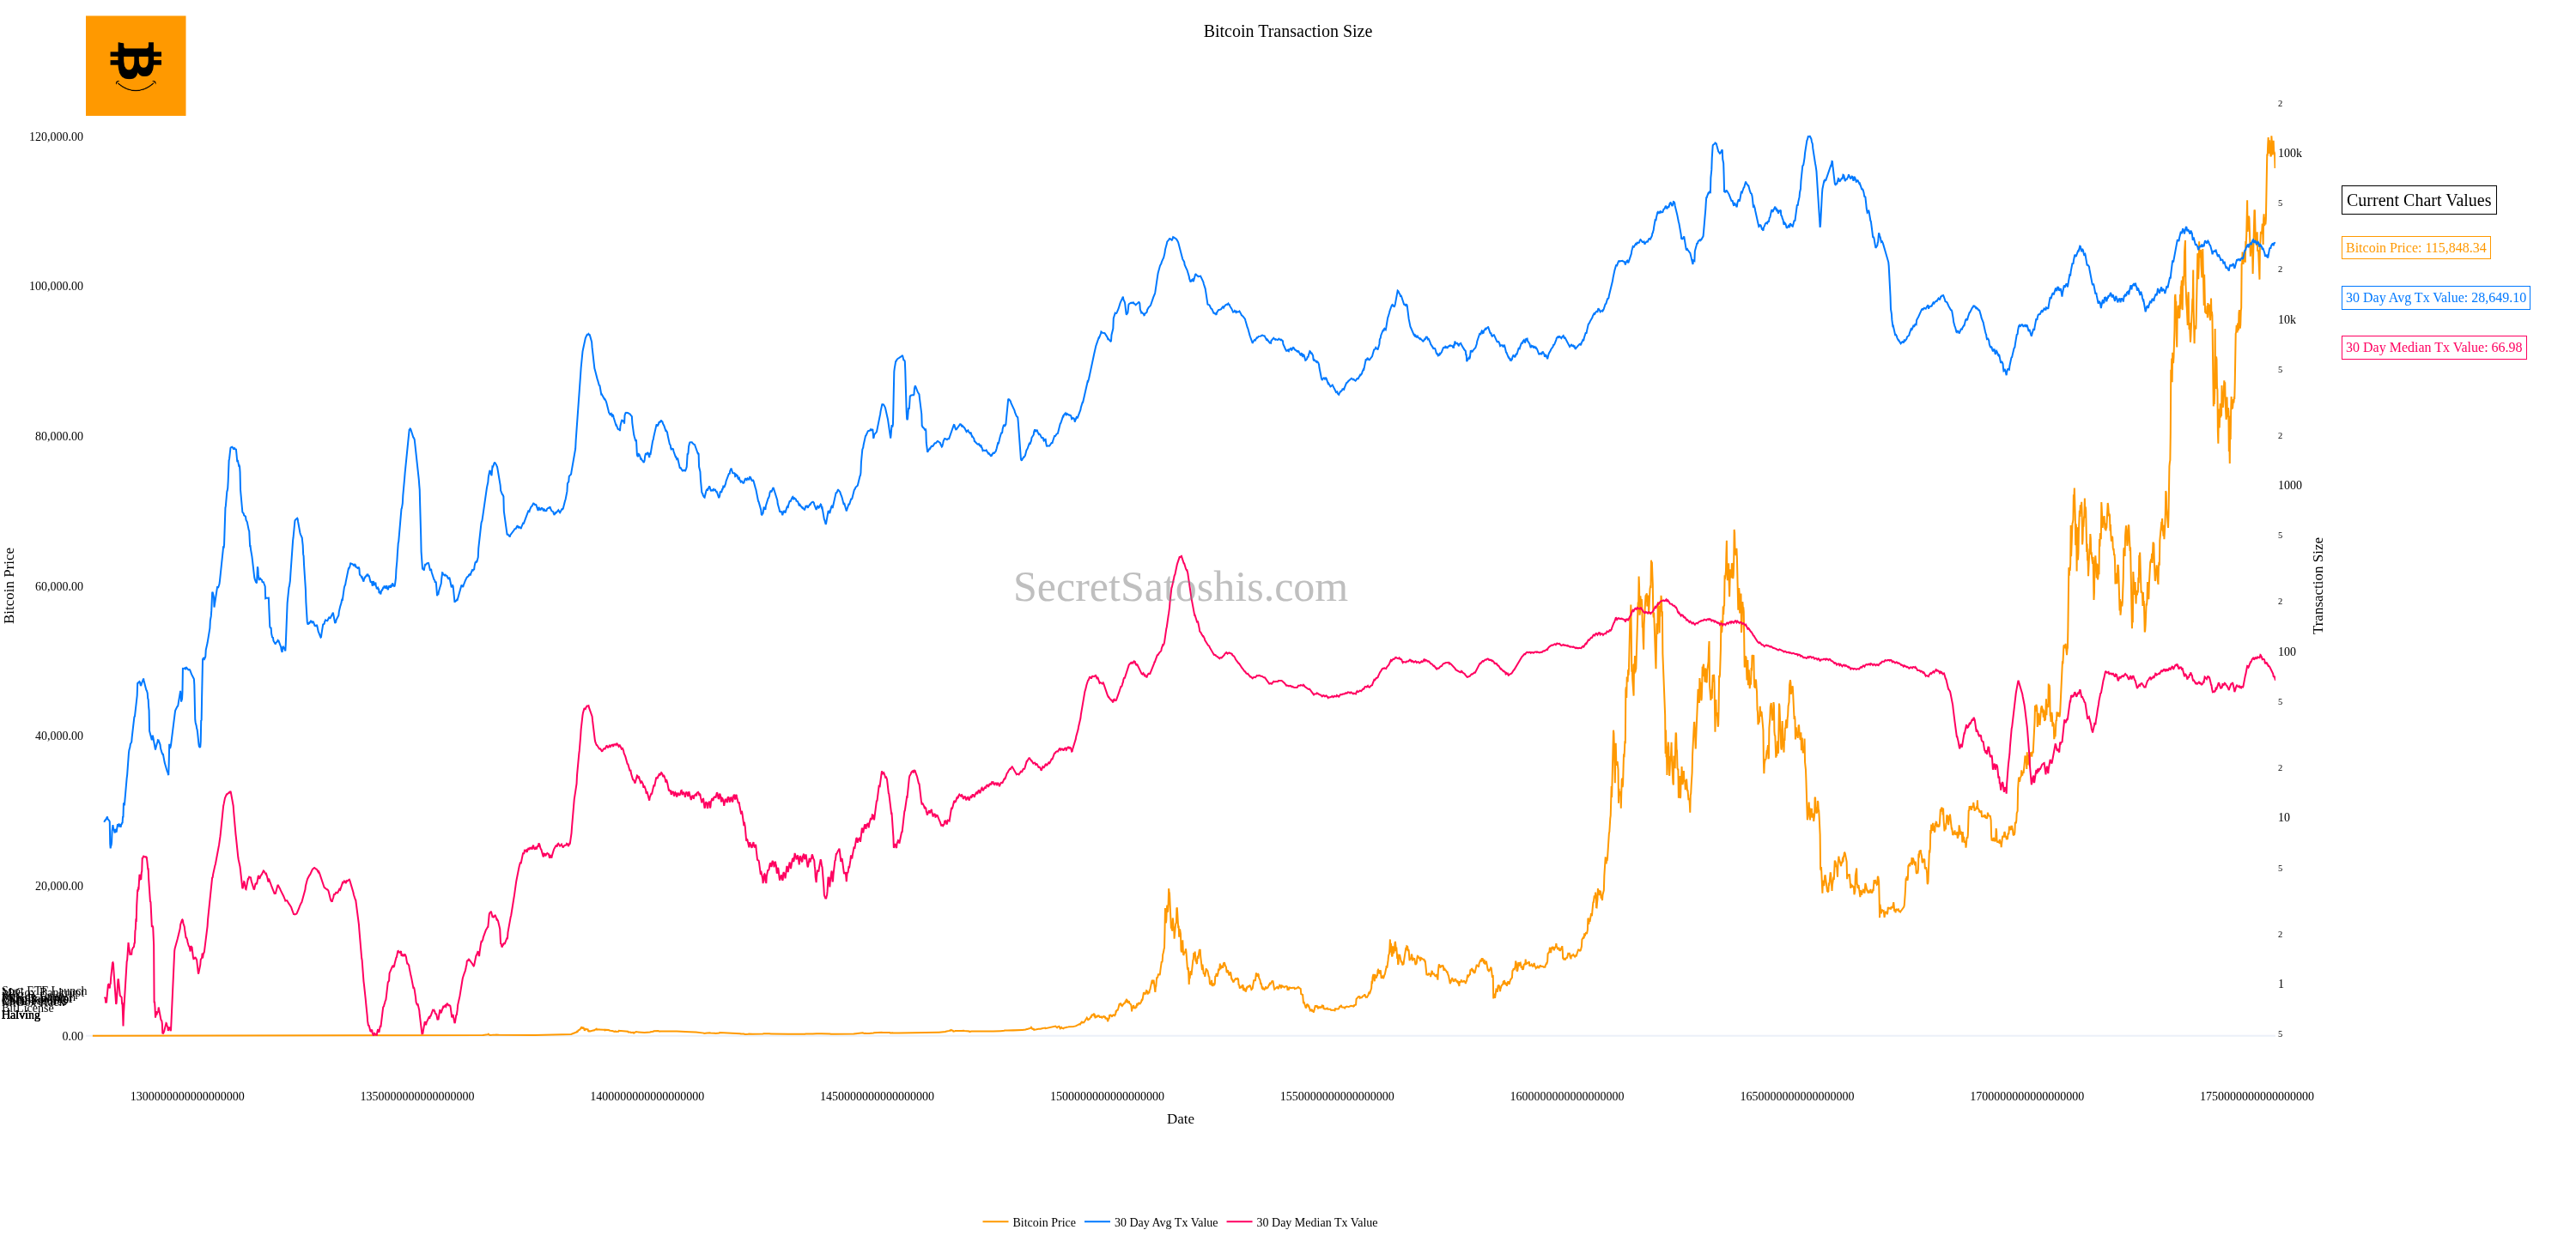 Bitcoin Transaction Size
Current Chart Values
Bitcoin Price: 115,848.34
30 Day Avg Tx Value: 28,649.10
30 Day Median Tx Value: 66.98
Bitcoin Price
120,000.00
100,000.00
80,000.00
60,000.00
40,000.00
20,000.00
0.00
Spot ETF Launch
Halving
SecretSatoshis.com
2
100k
5
2
10k
5
2
1000
5
2
100
5
2
10
5
2
1
5
Transaction Size
1300000000000000000
1350000000000000000
1400000000000000000
1450000000000000000
1500000000000000000
1550000000000000000
1600000000000000000
1650000000000000000
1700000000000000000
1750000000000000000
Date
Bitcoin Price
30 Day Avg Tx Value
30 Day Median Tx Value